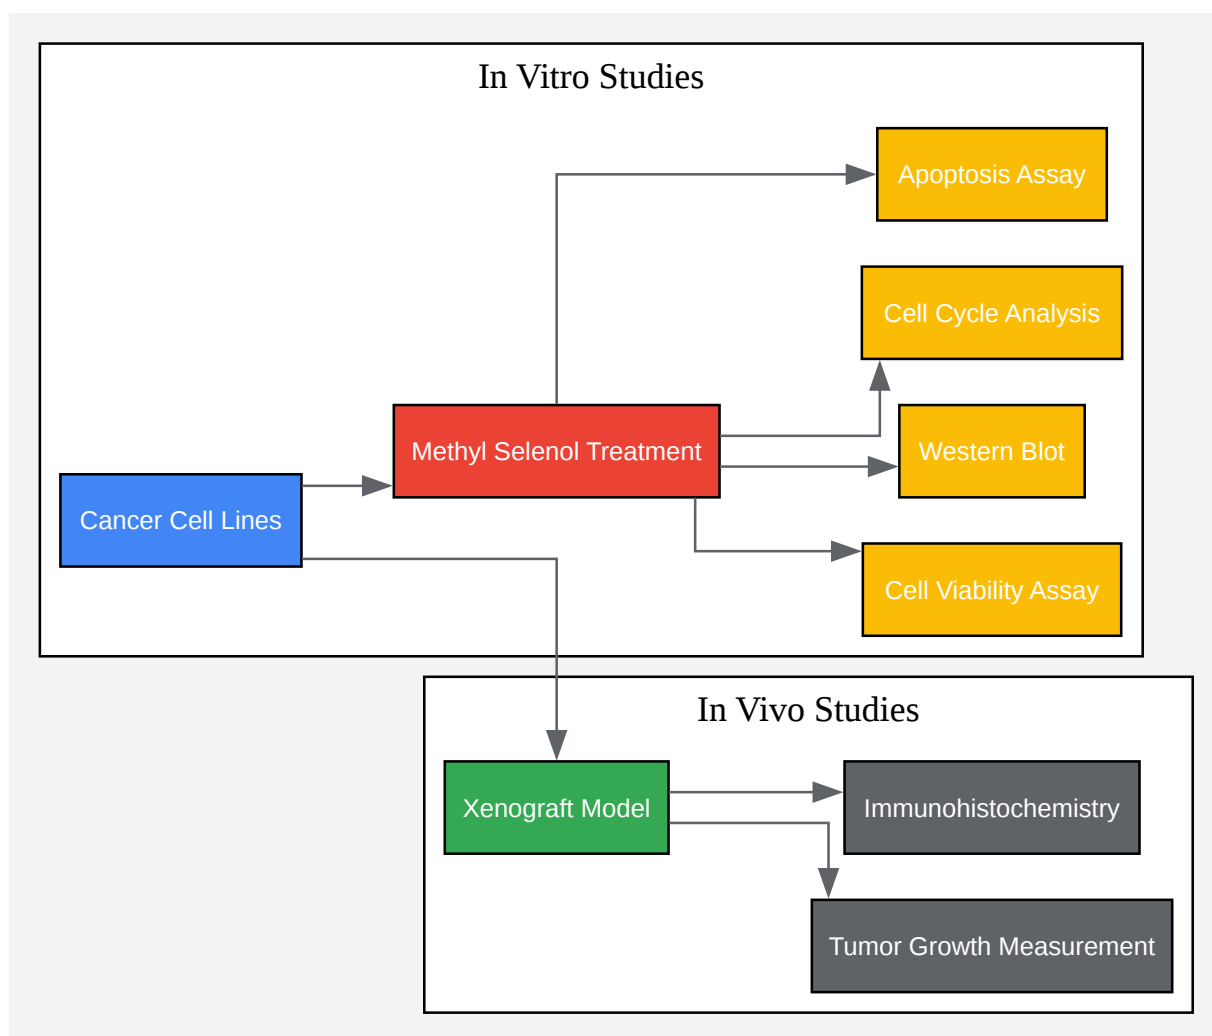 In Vitro Studies
Apoptosis Assay
Cell Cycle Analysis
Methyl Selenol Treatment
Western Blot
Cancer Cell Lines
Cell Viability Assay
In Vivo Studies
Xenograft Model
Immunohistochemistry
Tumor Growth Measurement